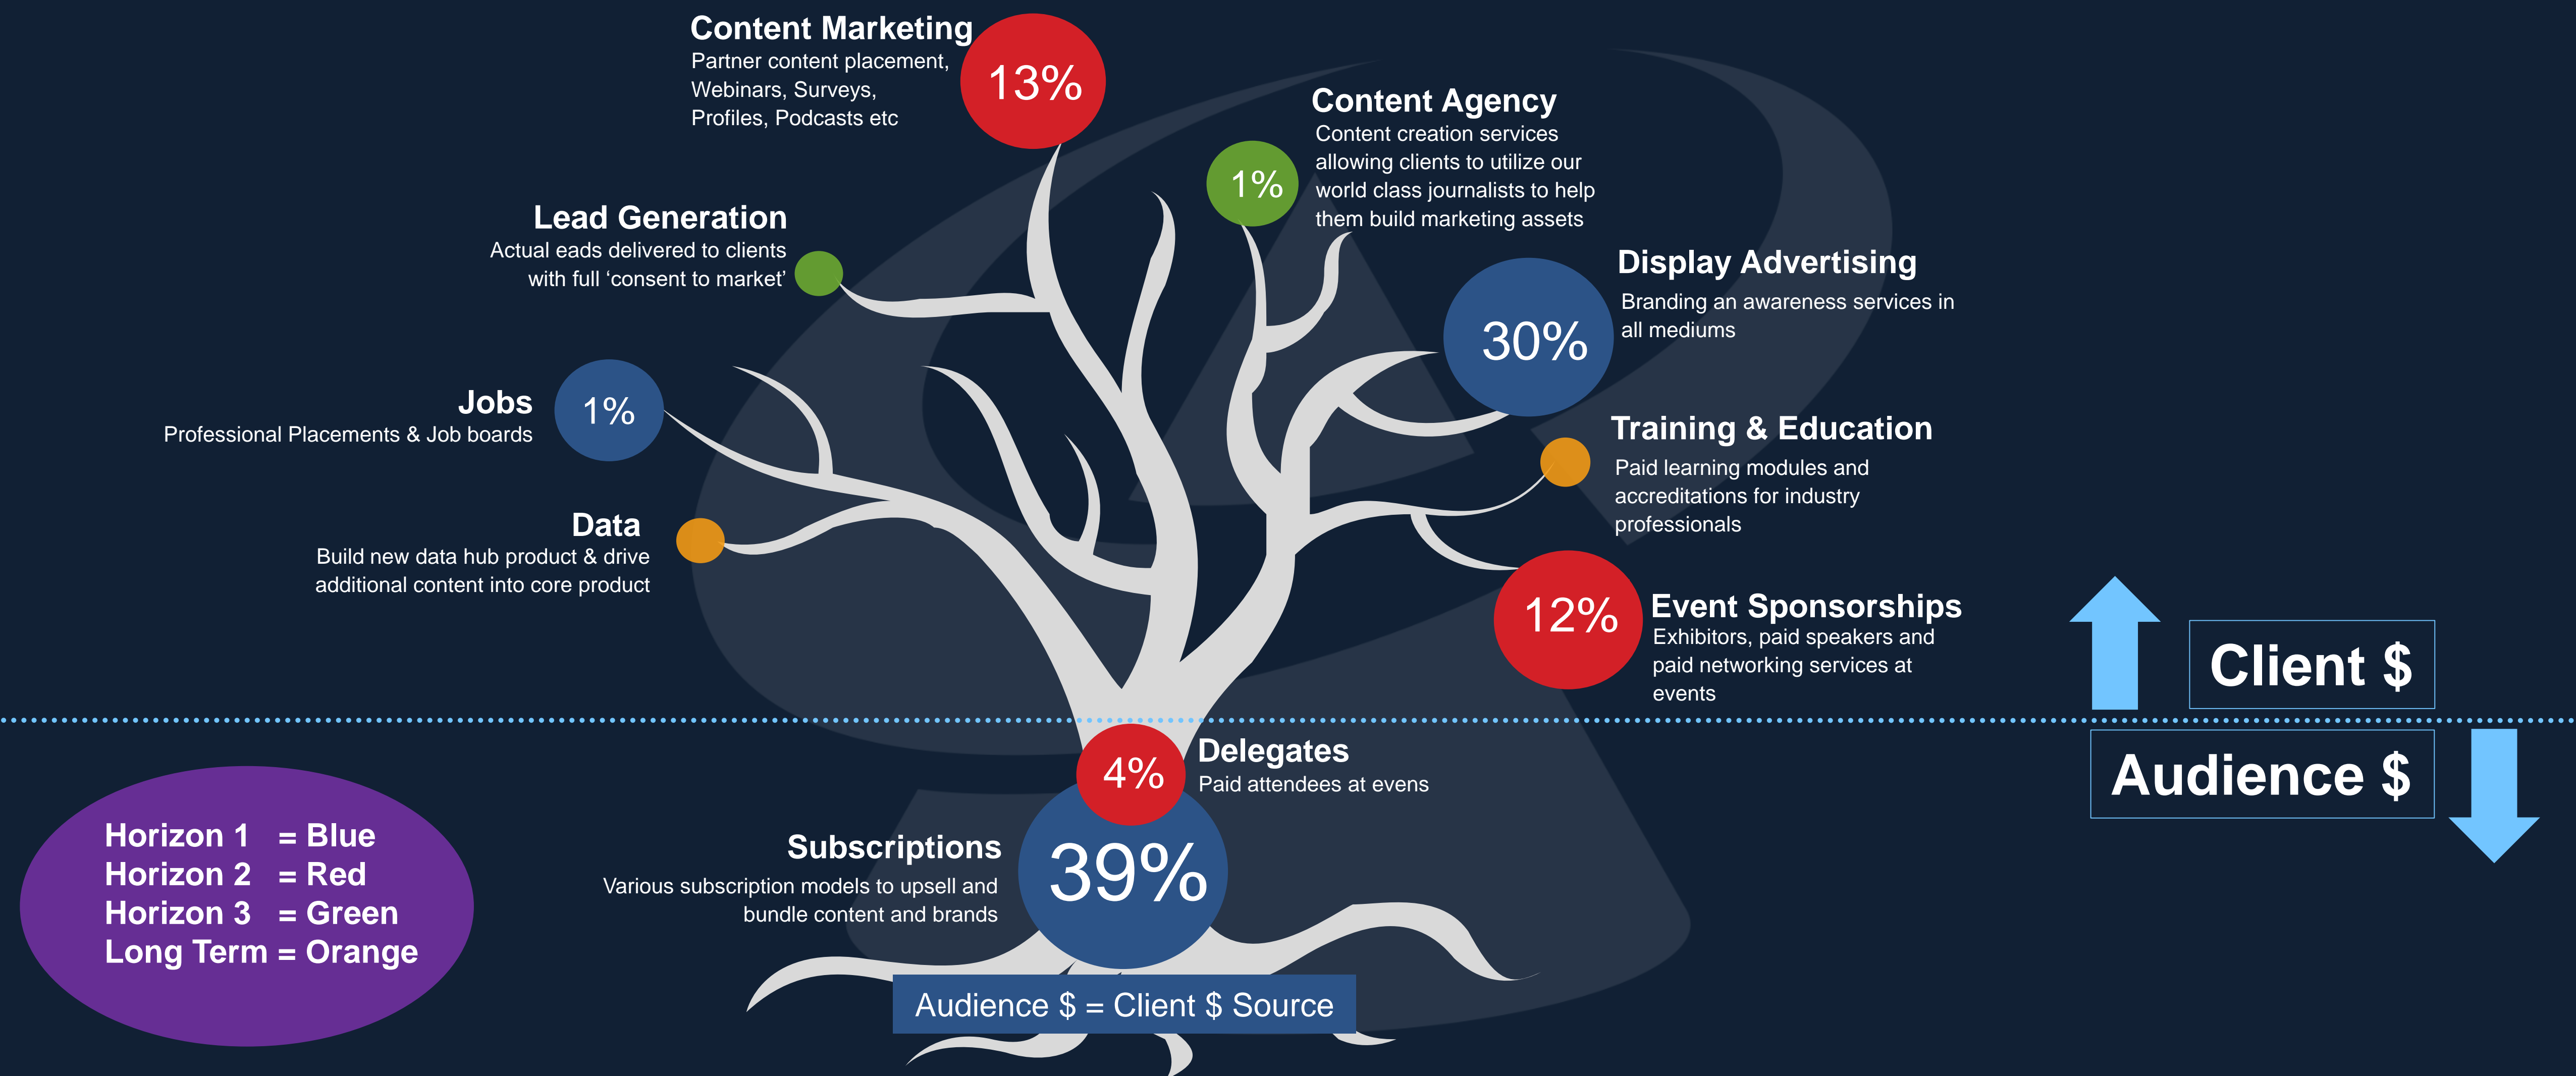 Content Marketing
Partner content placement,
Webinars, Surveys,
Profiles, Podcasts etc
13%
Content Agency
Content creation services
allowing clients to utilize our
world class journalists to help
them build marketing assets
1%
Lead Generation
Actual eads delivered to clients
with full ‘consent to market’
Display Advertising
Branding an awareness services in
all mediums
30%
Jobs
Professional Placements & Job boards
1%
Training & Education
Paid learning modules and
accreditations for industry
professionals
Data
Build new data hub product & drive
additional content into core product
12%
Event Sponsorships
Exhibitors, paid speakers and
paid networking services at
events
Client $
Audience $
4%
Delegates
Paid attendees at evens
Subscriptions
Various subscription models to upsell and
bundle content and brands
39%
Horizon 1 = Blue
Horizon 2 = Red
Horizon 3 = Green
Long Term = Orange
Audience $ = Client $ Source